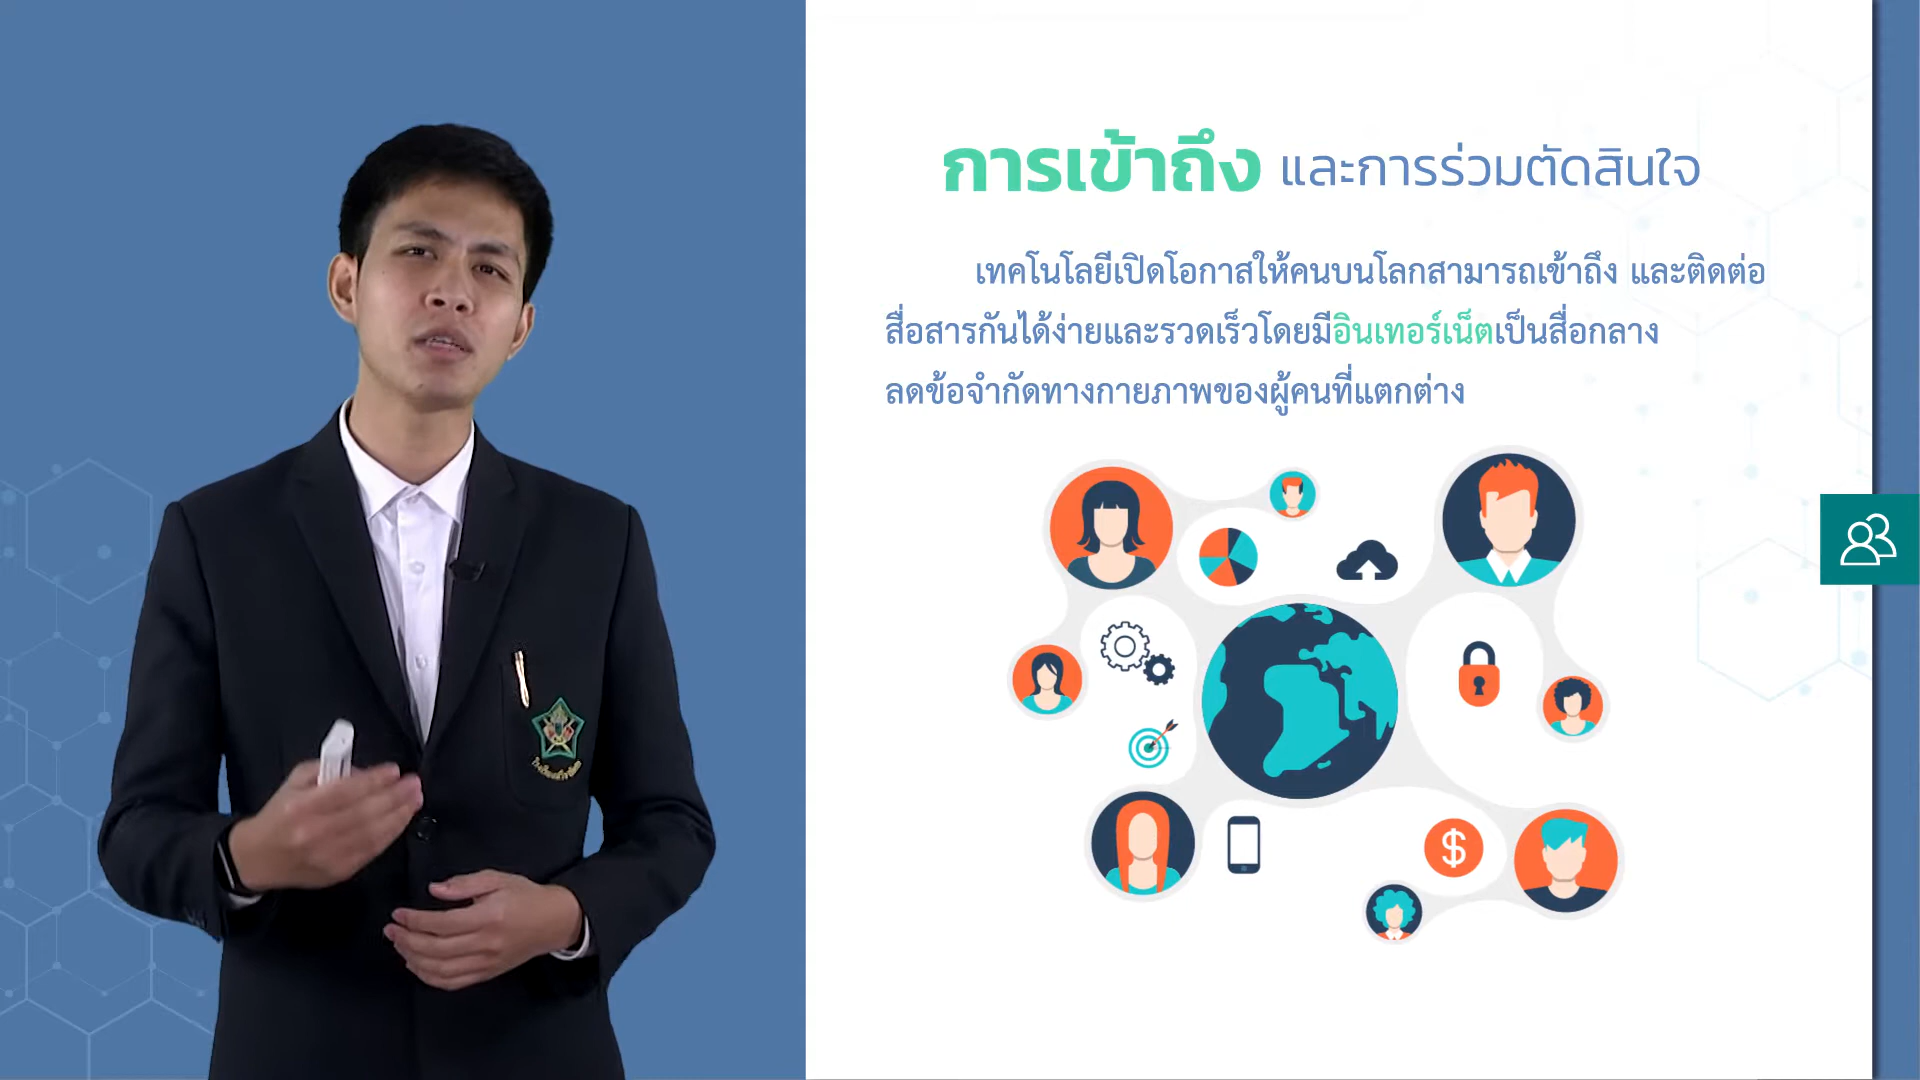 การเข้าถึง และการร่วมตัดสินใจ
เทคโนโลยีเปิดโอกาสให้คนบนโลกสามารถเข้าถึง และติดต่อ
สื่อสารกันได้ง่ายและรวดเร็วโดยมีอินเทอร์เน็ตเป็นสื่อกลาง
ลดข้อจำกัดทางกายภาพของผู้คนที่แตกต่าง
$